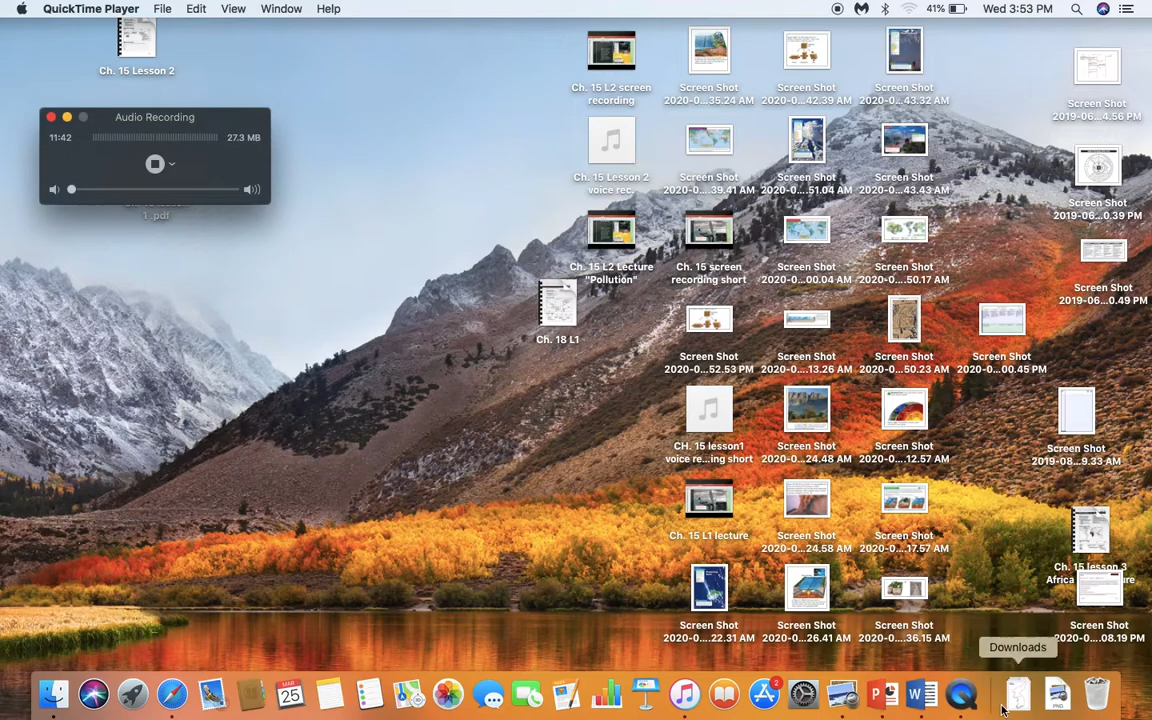 QuickTime Player File Edit View Window Help 41% Wed 3:53 PM
Ch. 15 Lesson 2
Audio Recording
11:42 27.3 MB
1..pdf
Ch. 15 L2 screen
recording
Screen Shot
2020-0...35.24 AM
Screen Shot
2020-0...42.39 AM
Screen Shot
2020-0...43.32 AM
Screen Shot
2019-06...4.56 PM
Ch. 15 Lesson 2
voice rec.
Screen Shot
2020-0....39.41 AM
Screen Shot
2020-0....51.04 AM
Screen Shot
2020-0...43.43 AM
Screen Shot
2019-06...0.39 PM
Ch. 15 L2 Lecture
"Pollution"
Ch. 15 screen
recording short
Screen Shot
2020-0...00.04 AM
Screen Shot
2020-0....50.17 AM
Screen Shot
2019-06...0.49 PM
Ch. 18 L1
Screen Shot
2020-0...52.53 PM
Screen Shot
2020-0...13.26 AM
Screen Shot
2020-0...50.23 AM
Screen Shot
2020-0...00.45 PM
CH. 15 lesson1
voice re...ing short
Screen Shot
2020-0...24.48 AM
Screen Shot
2020-0...12.57 AM
Screen Shot
2019-08...9.33 AM
Ch. 15 L1 lecture
Screen Shot
2020-0...24.58 AM
Screen Shot
2020-0...17.57 AM
Ch. 15 lesson 3
Africa
Screen Shot
2020-0....22.31 AM
Screen Shot
2020-0...26.41 AM
Screen Shot
2020-0...36.15 AM
Screen Shot
2020-0...08.19 PM
Downloads
MAR
25
2
PNG